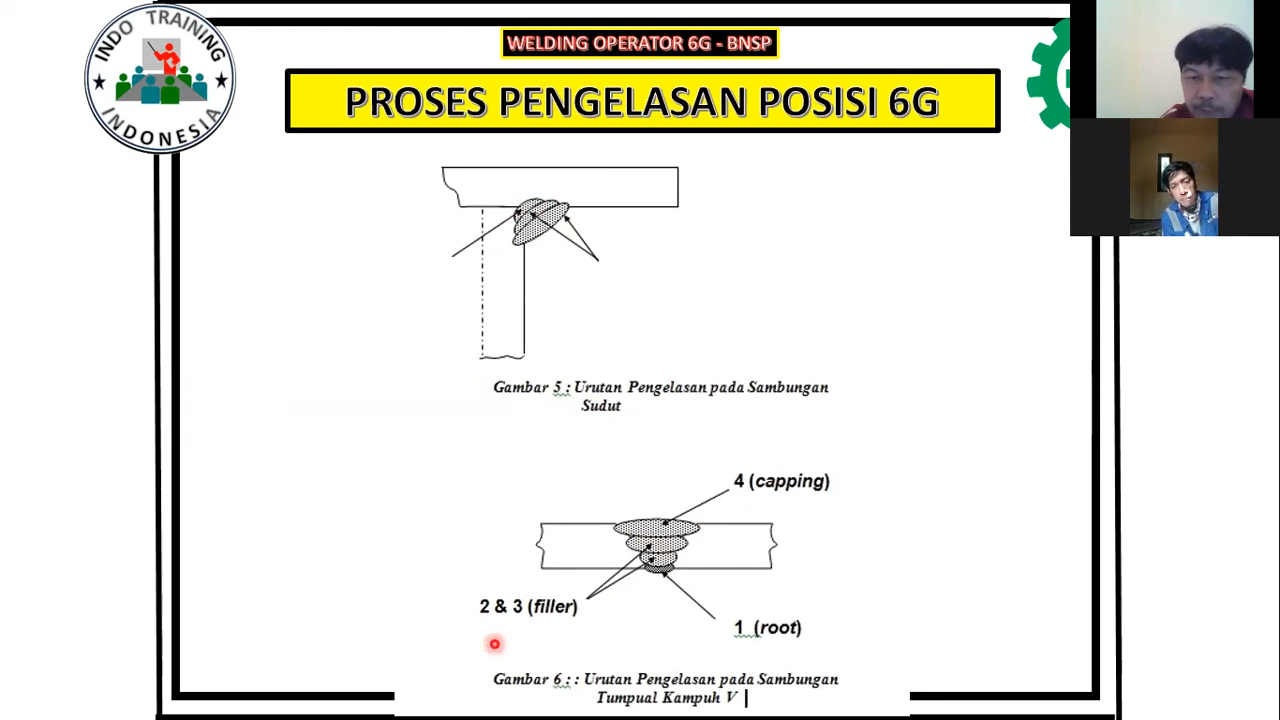 INDO TRAINING
INDONESIA
WELDING OPERATOR 6G - BNSP
PROSES PENGELASAN POSISI 6G
Gambar 5 : Urutan Pengelasan pada Sambungan
Sudut
4 (capping)
2 & 3 (filler)
1 (root)
Gambar 6 : : Urutan Pengelasan pada Sambungan
Tumpual Kampuh V